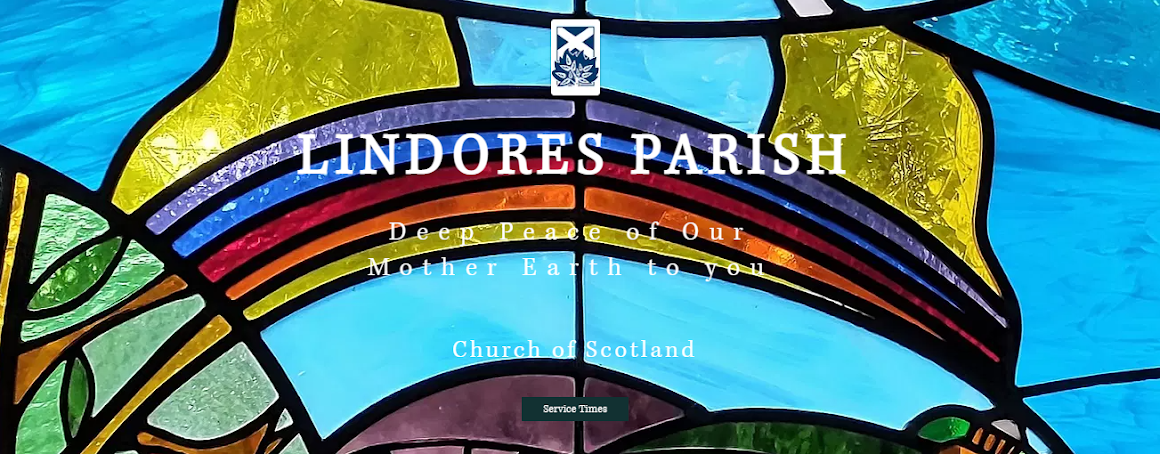 LINDORES PARISH
Deep Peace of Our
Mother Earth to you
Church of Scotland
Service Times